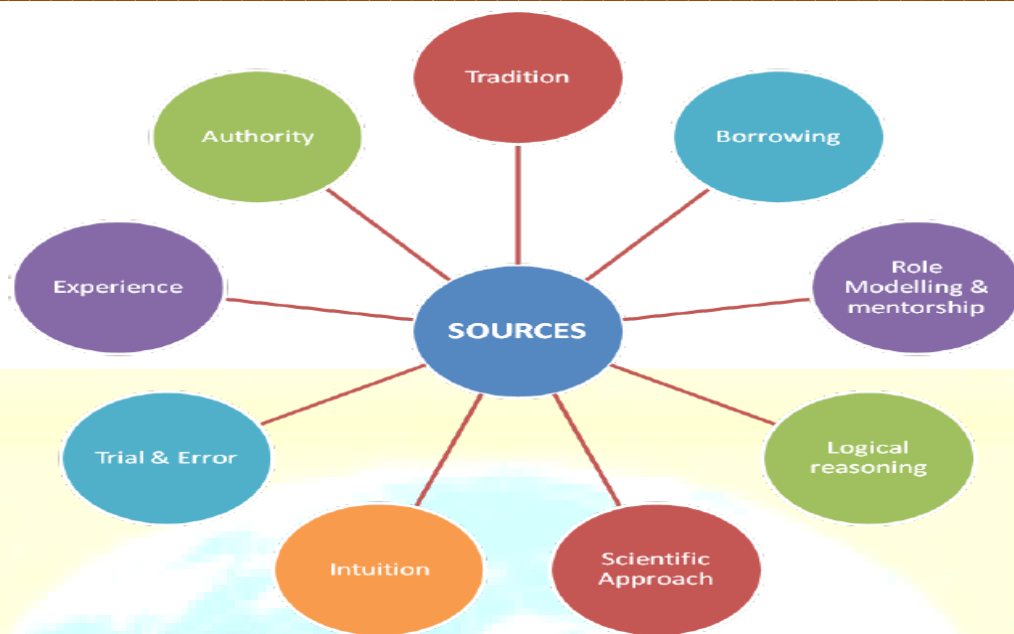 Tradition
Authority
Borrowing
Experience
Role
Modelling &
mentorship
SOURCES
Trial & Error
Logical
reasoning
Intuition
Scientific
Approach